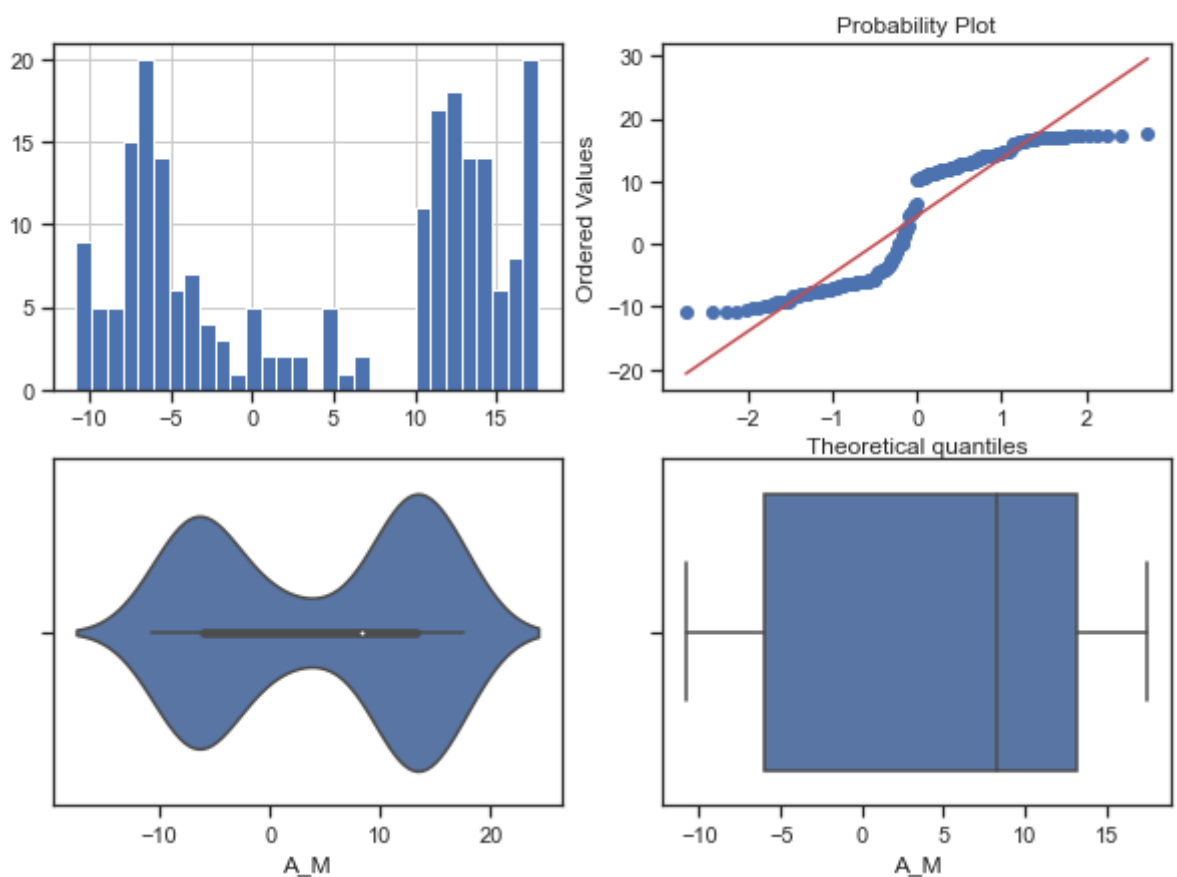 Probability Plot
20
15
10
5
0
−10 −5 0 5 10 15
Ordered Values
30
20
10
0
−10
−20
−2 −1 0 1 2
Theoretical quantiles
−10 0 10 20
A_M
−10 −5 0 5 10 15
A_M